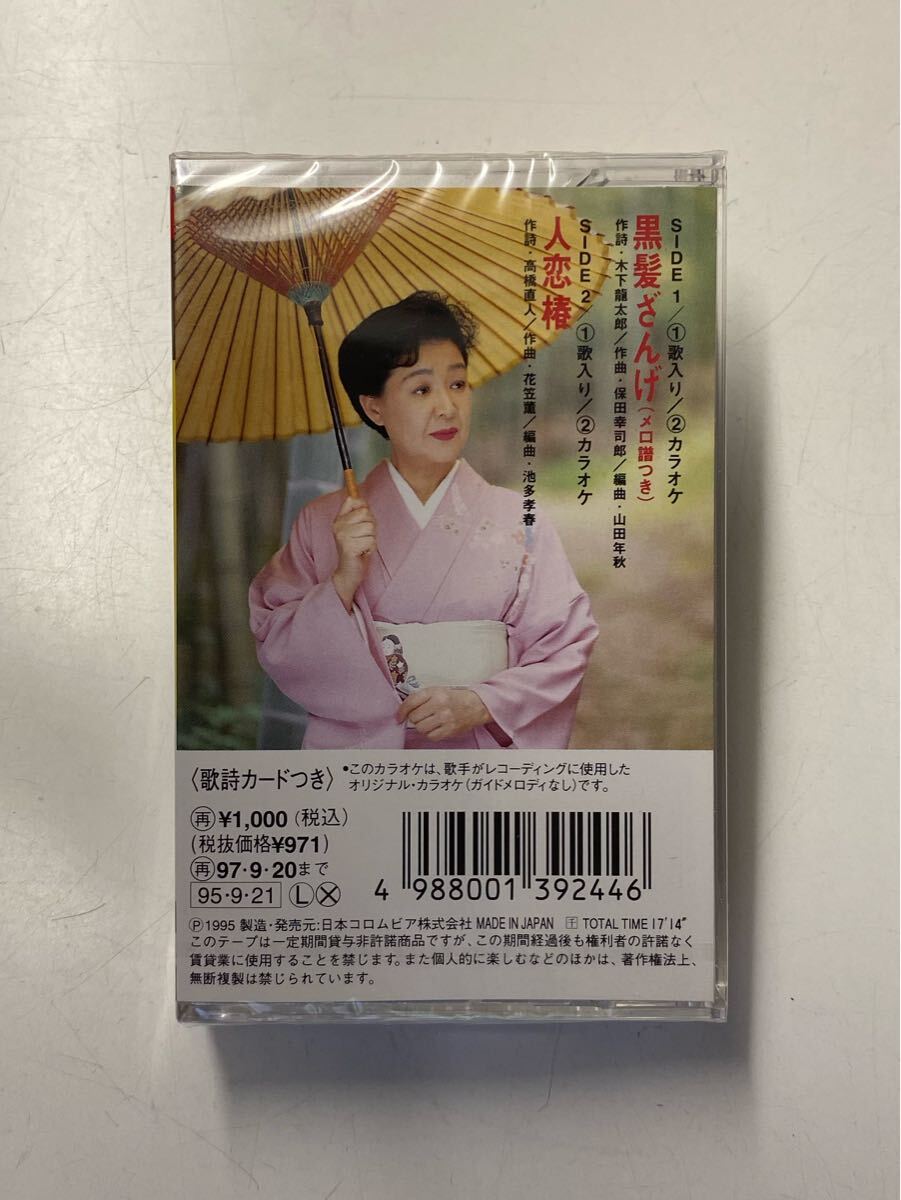 SIDE 1／①歌入り／②カラオケ
黒髪ざんげ(メロ譜つき)
作詩・木下龍太郎／作曲・保田幸司郎／編曲・山田年秋
SIDE 2／①歌入り／②カラオケ
人恋椿
作詩・高橋直人／作曲・花笠薫／編曲・池多孝春
〈歌詩カードつき〉
●このカラオケは、歌手がレコーディングに使用した
オリジナル・カラオケ(ガイドメロディなし)です。
再 ¥1,000(税込)
(税抜価格¥971)
再 97・9・20まで
95・9・21 Ⓛ Ⓧ
4 988001 392446
Ⓟ1995 製造・発売元:日本コロムビア株式会社 MADE IN JAPAN 干 TOTAL TIME 17'14"
このテープは一定期間貸与非許諾商品ですが、この期間経過後も権利者の許諾なく
賃貸業に使用することを禁じます。また個人的に楽しむなどのほかは、著作権法上、
無断複製は禁じられています。